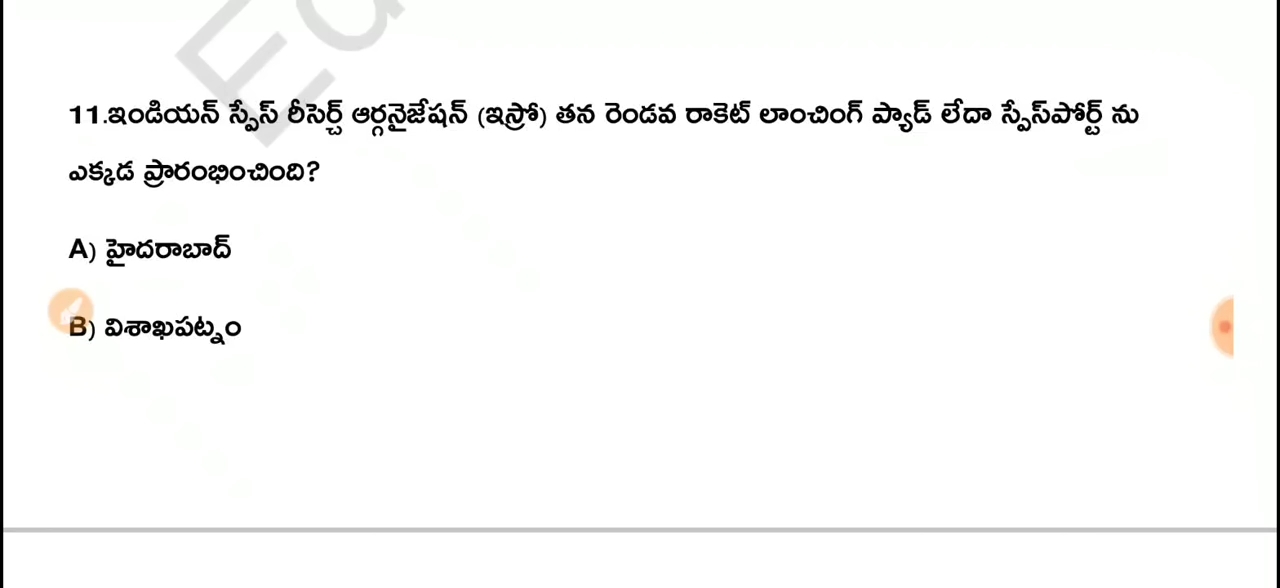 11.ఇండియన్ స్పేస్ రీసెర్చ్ ఆర్గనైజేషన్ (ఇస్రో) తన రెండవ రాకెట్ లాంచింగ్ ప్యాడ్ లేదా స్పేస్‌పోర్ట్ ను
ఎక్కడ ప్రారంభించింది?
A) హైదరాబాద్
B) విశాఖపట్నం